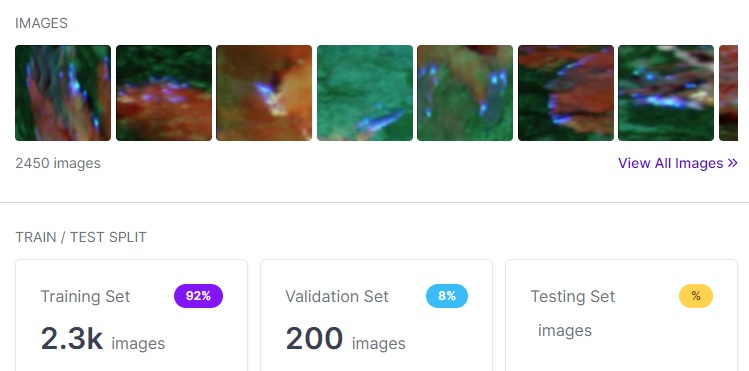 IMAGES
2450 images
View All Images »
TRAIN / TEST SPLIT
Training Set 92%
2.3k images
Validation Set 8%
200 images
Testing Set %
images